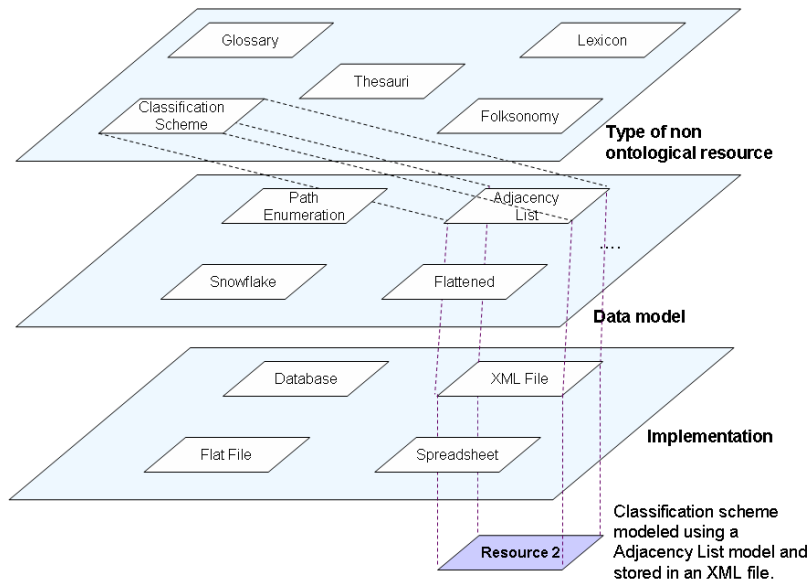 Glossary
Lexicon
Thesauri
Classification
Scheme
Folksonomy
Type of non
ontological resource
Path
Enumeration
Adjacency
List
....
Snowflake
Flattened
Data model
Database
XML File
Flat File
Spreadsheet
Implementation
Resource 2
Classification scheme
modeled using a
Adjacency List model and
stored in an XML file.